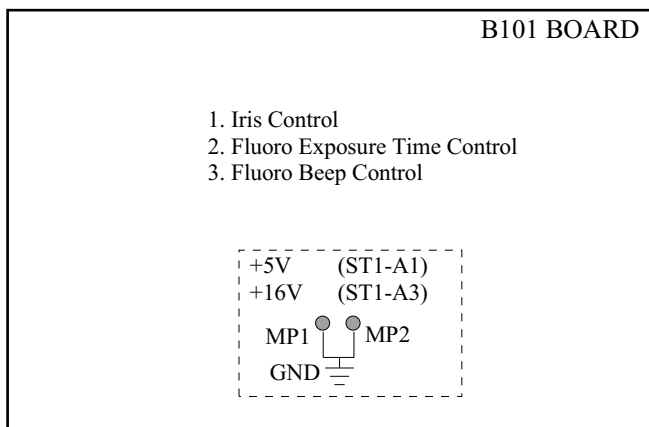 B101 BOARD
1. Iris Control
2. Fluoro Exposure Time Control
3. Fluoro Beep Control
+5V (ST1-A1)
+16V (ST1-A3)
MP1 MP2
GND